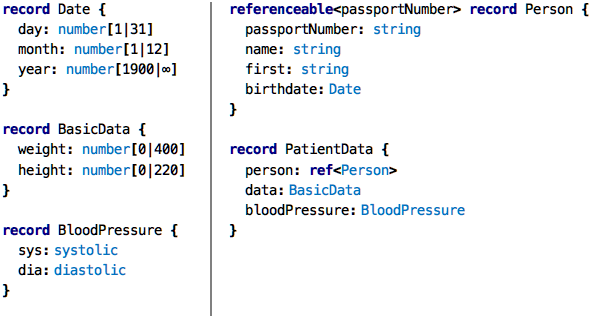 record Date {
day: number[1|31]
month: number[1|12]
year: number[1900|∞]
}
record BasicData {
weight: number[0|400]
height: number[0|220]
}
record BloodPressure {
sys: systolic
dia: diastolic
}
referenceable<passportNumber> record Person {
passportNumber: string
name: string
first: string
birthdate: Date
}
record PatientData {
person: ref<Person>
data: BasicData
bloodPressure: BloodPressure
}